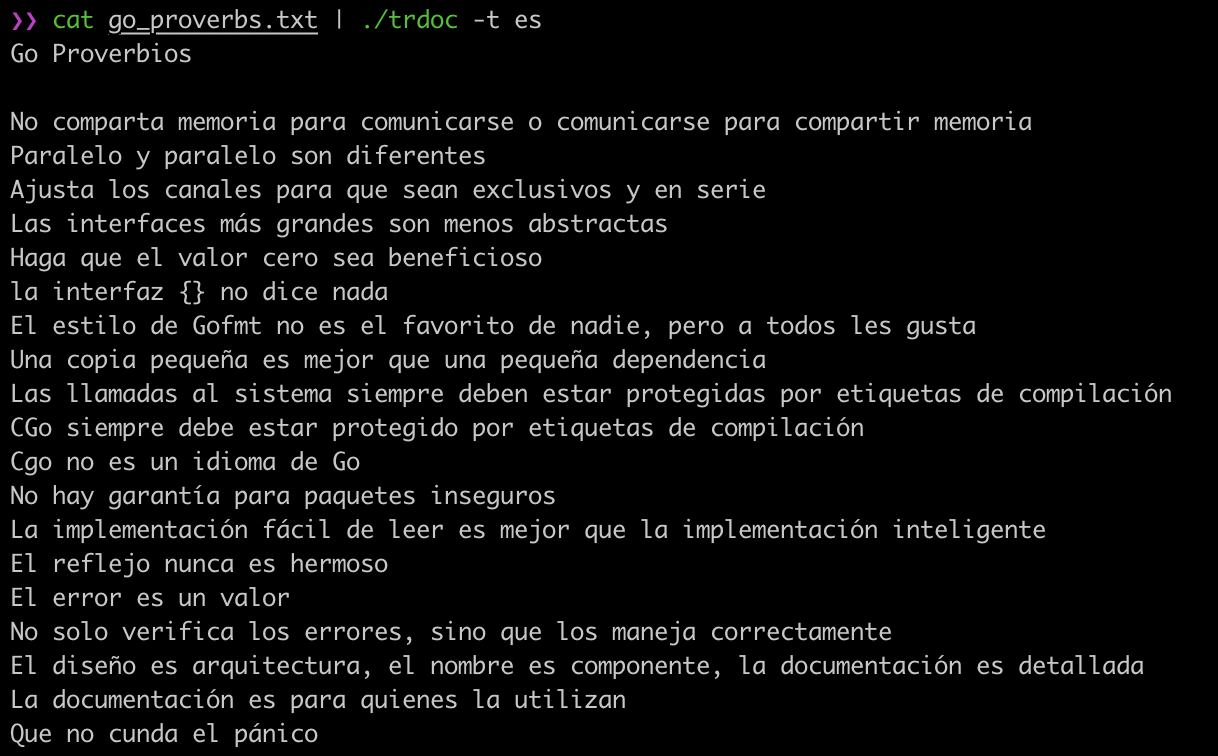 ❯❯ cat go_proverbs.txt | ./trdoc -t es
Go Proverbios

No comparta memoria para comunicarse o comunicarse para compartir memoria
Paralelo y paralelo son diferentes
Ajusta los canales para que sean exclusivos y en serie
Las interfaces más grandes son menos abstractas
Haga que el valor cero sea beneficioso
la interfaz {} no dice nada
El estilo de Gofmt no es el favorito de nadie, pero a todos les gusta
Una copia pequeña es mejor que una pequeña dependencia
Las llamadas al sistema siempre deben estar protegidas por etiquetas de compilación
CGo siempre debe estar protegido por etiquetas de compilación
Cgo no es un idioma de Go
No hay garantía para paquetes inseguros
La implementación fácil de leer es mejor que la implementación inteligente
El reflejo nunca es hermoso
El error es un valor
No solo verifica los errores, sino que los maneja correctamente
El diseño es arquitectura, el nombre es componente, la documentación es detallada
La documentación es para quienes la utilizan
Que no cunda el pánico